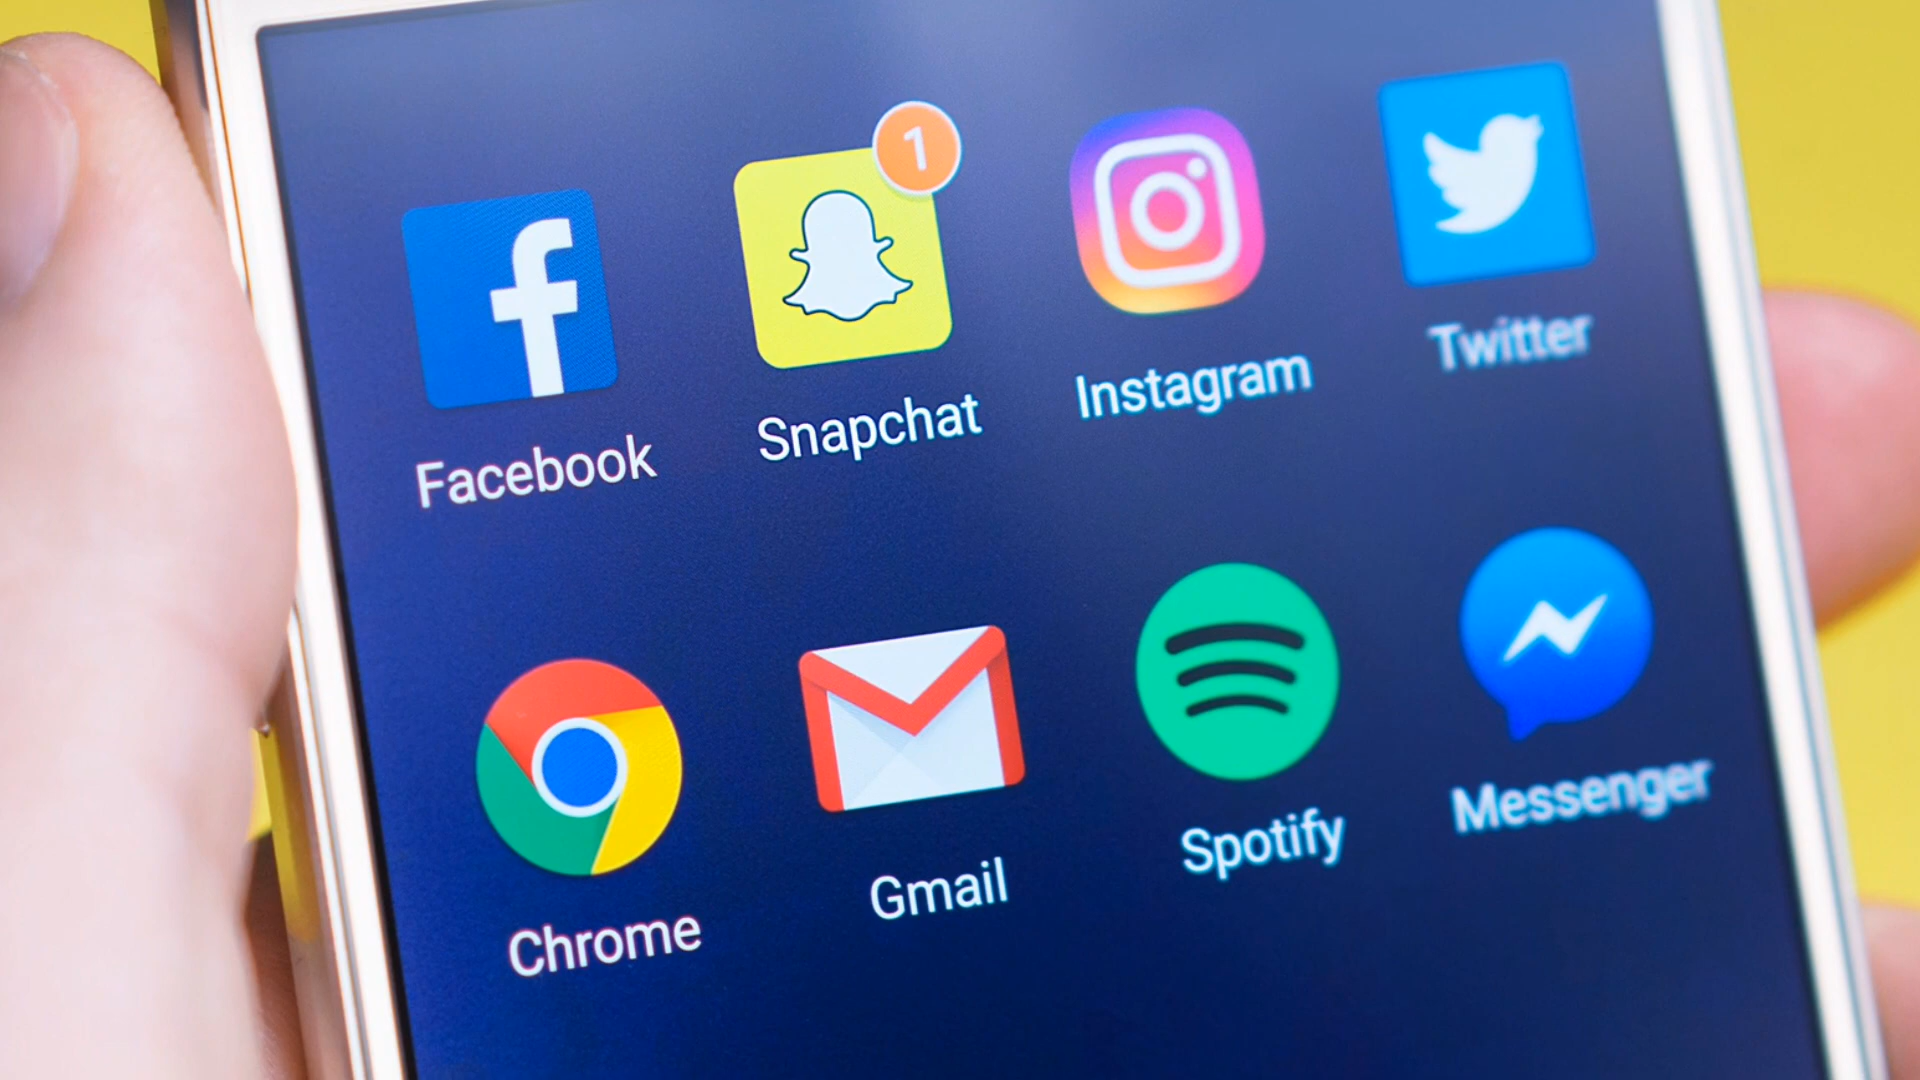 1
Facebook
Snapchat
Instagram
Twitter
Chrome
Gmail
Spotify
Messenger